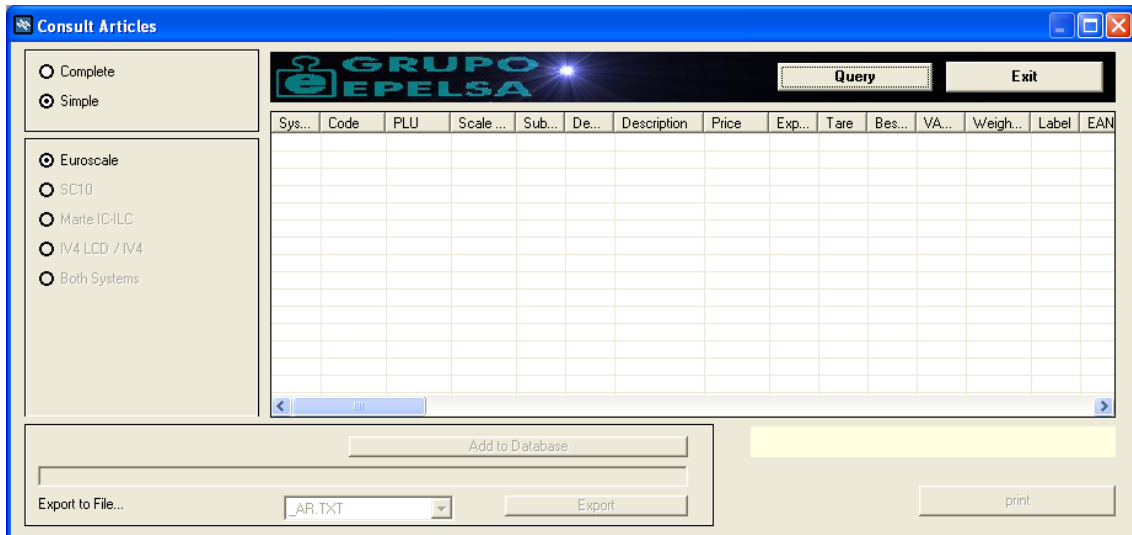 Consult Articles
Complete
Simple
GRUPO
EPELSA
Query
Exit
Sys... Code PLU Scale ... Sub... De... Description Price Exp... Tare Bes... VA... Weigh... Label EAN
Euroscale
SC10
Marte IC-ILC
IV4 LCD / IV4
Both Systems
Add to Database
Export to File...
_AR.TXT
Export
print